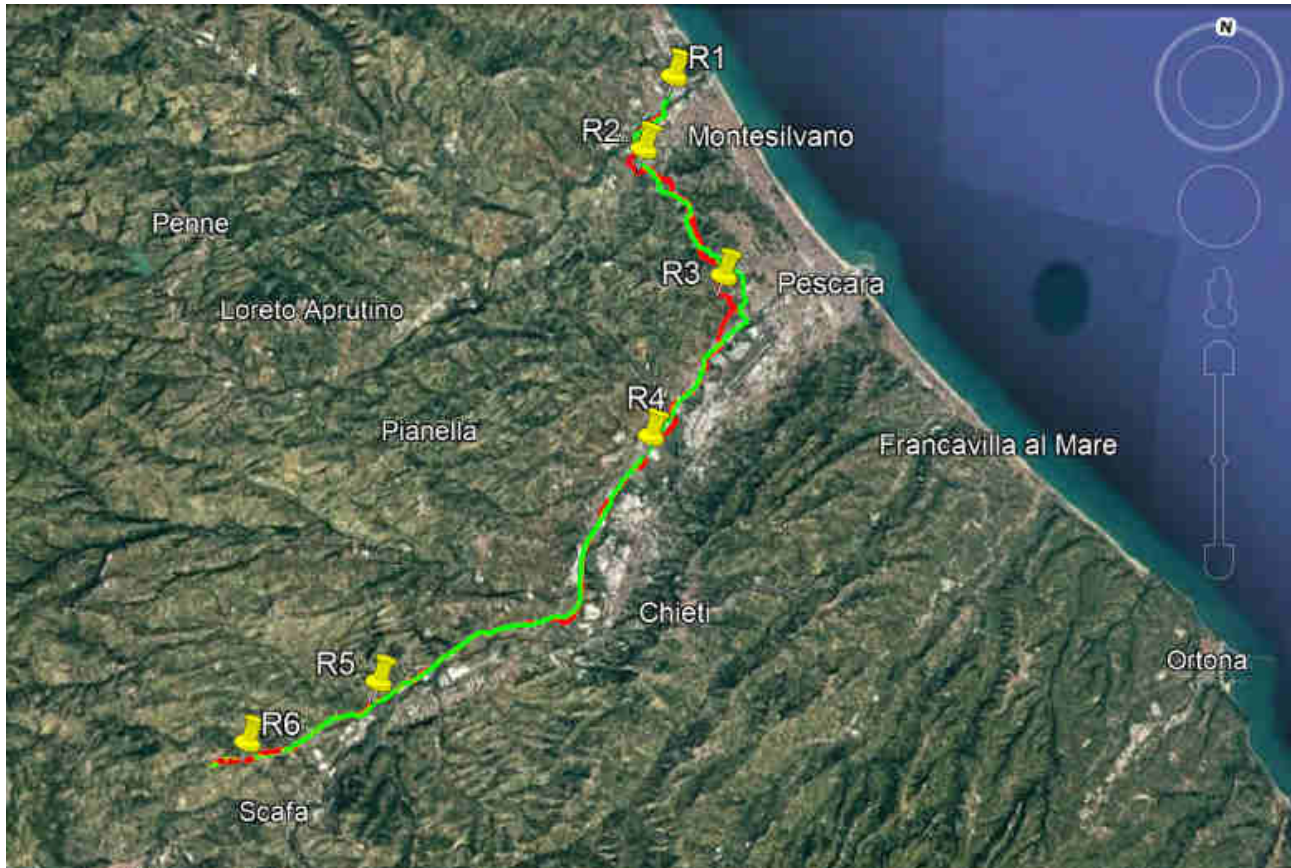 N
R1
R2
Montesilvano
Penne
R3
Pescara
Loreto Aprutino
R4
Pianella
Francavilla al Mare
Chieti
R5
Ortona
R6
Scafa